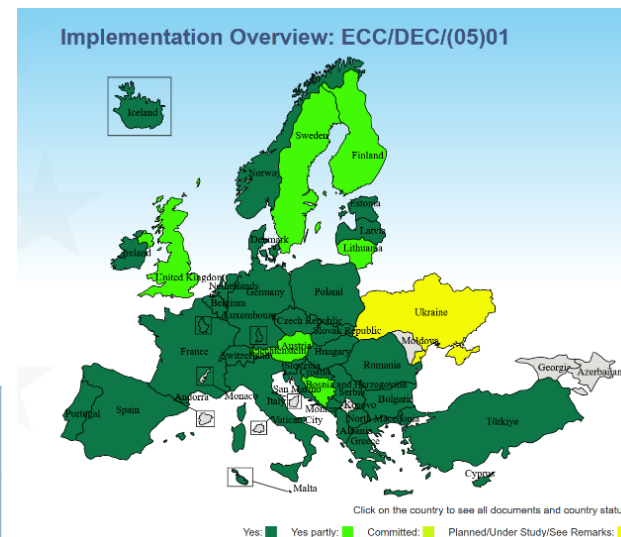 Implementation Overview: ECC/DEC/(05)01
Iceland
Sweden
Finland
Norway
Estonia
Latvia
Denmark
Lithuania
Ireland
United Kingdom
Netherlands
Belgium
Germany
Poland
Luxembourg
Czech Republic
Slovak Republic
Ukraine
Moldova
France
Switzerland
Liechtenstein
Austria
Hungary
Slovenia
Croatia
Romania
Georgia
Azerbaijan
Bosnia and Herzegovina
San Marino
Serbia
Portugal
Spain
Andorra
Monaco
Italy
Kosovo
Bulgaria
Vatican City
North Macedonia
Albania
Greece
Türkiye
Cyprus
Malta
Click on the country to see all documents and country statu
Yes: Yes partly: Committed: Planned/Under Study/See Remarks: